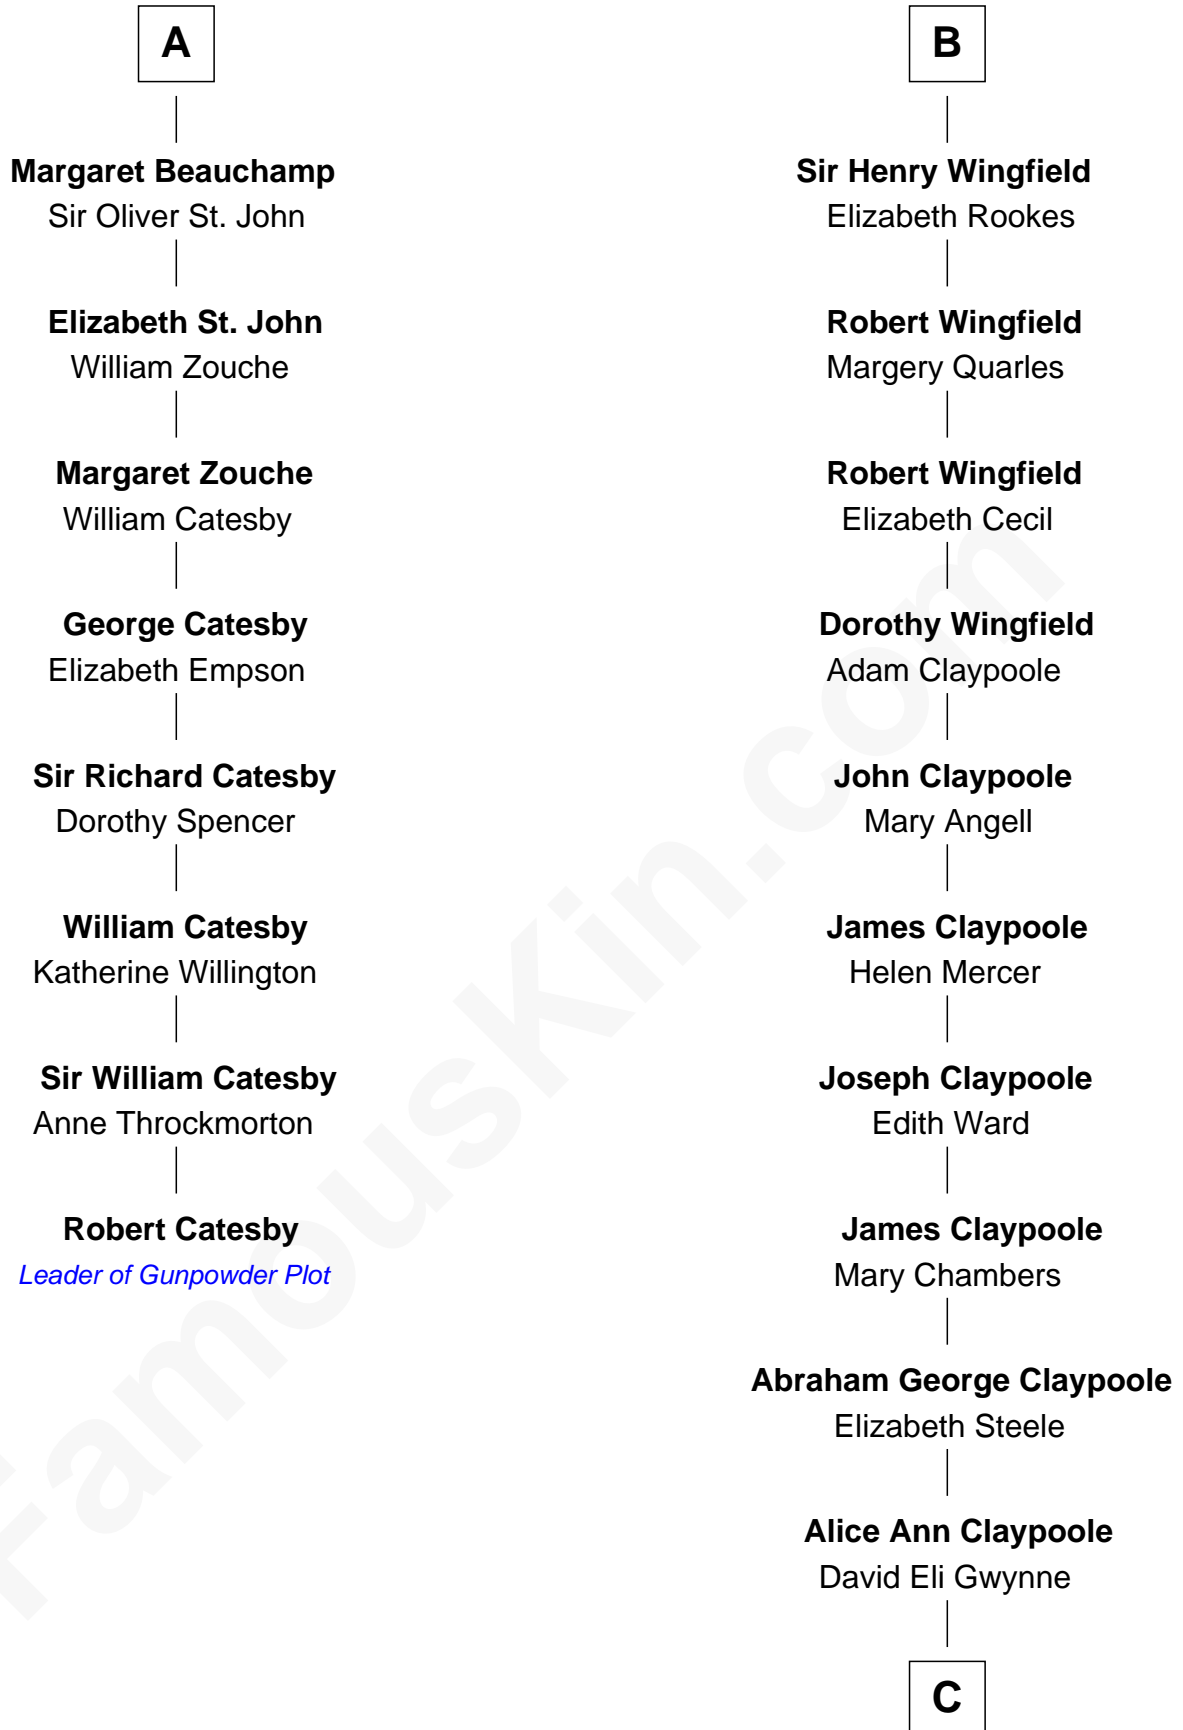 A
Margaret Beauchamp
Sir Oliver St. John
Elizabeth St. John
William Zouche
Margaret Zouche
William Catesby
George Catesby
Elizabeth Empson
Sir Richard Catesby
Dorothy Spencer
William Catesby
Katherine Willington
Sir William Catesby
Anne Throckmorton
Robert Catesby
Leader of Gunpowder Plot
B
Sir Henry Wingfield
Elizabeth Rookes
Robert Wingfield
Margery Quarles
Robert Wingfield
Elizabeth Cecil
Dorothy Wingfield
Adam Claypoole
John Claypoole
Mary Angell
James Claypoole
Helen Mercer
Joseph Claypoole
Edith Ward
James Claypoole
Mary Chambers
Abraham George Claypoole
Elizabeth Steele
Alice Ann Claypoole
David Eli Gwynne
C
FamousKin.com